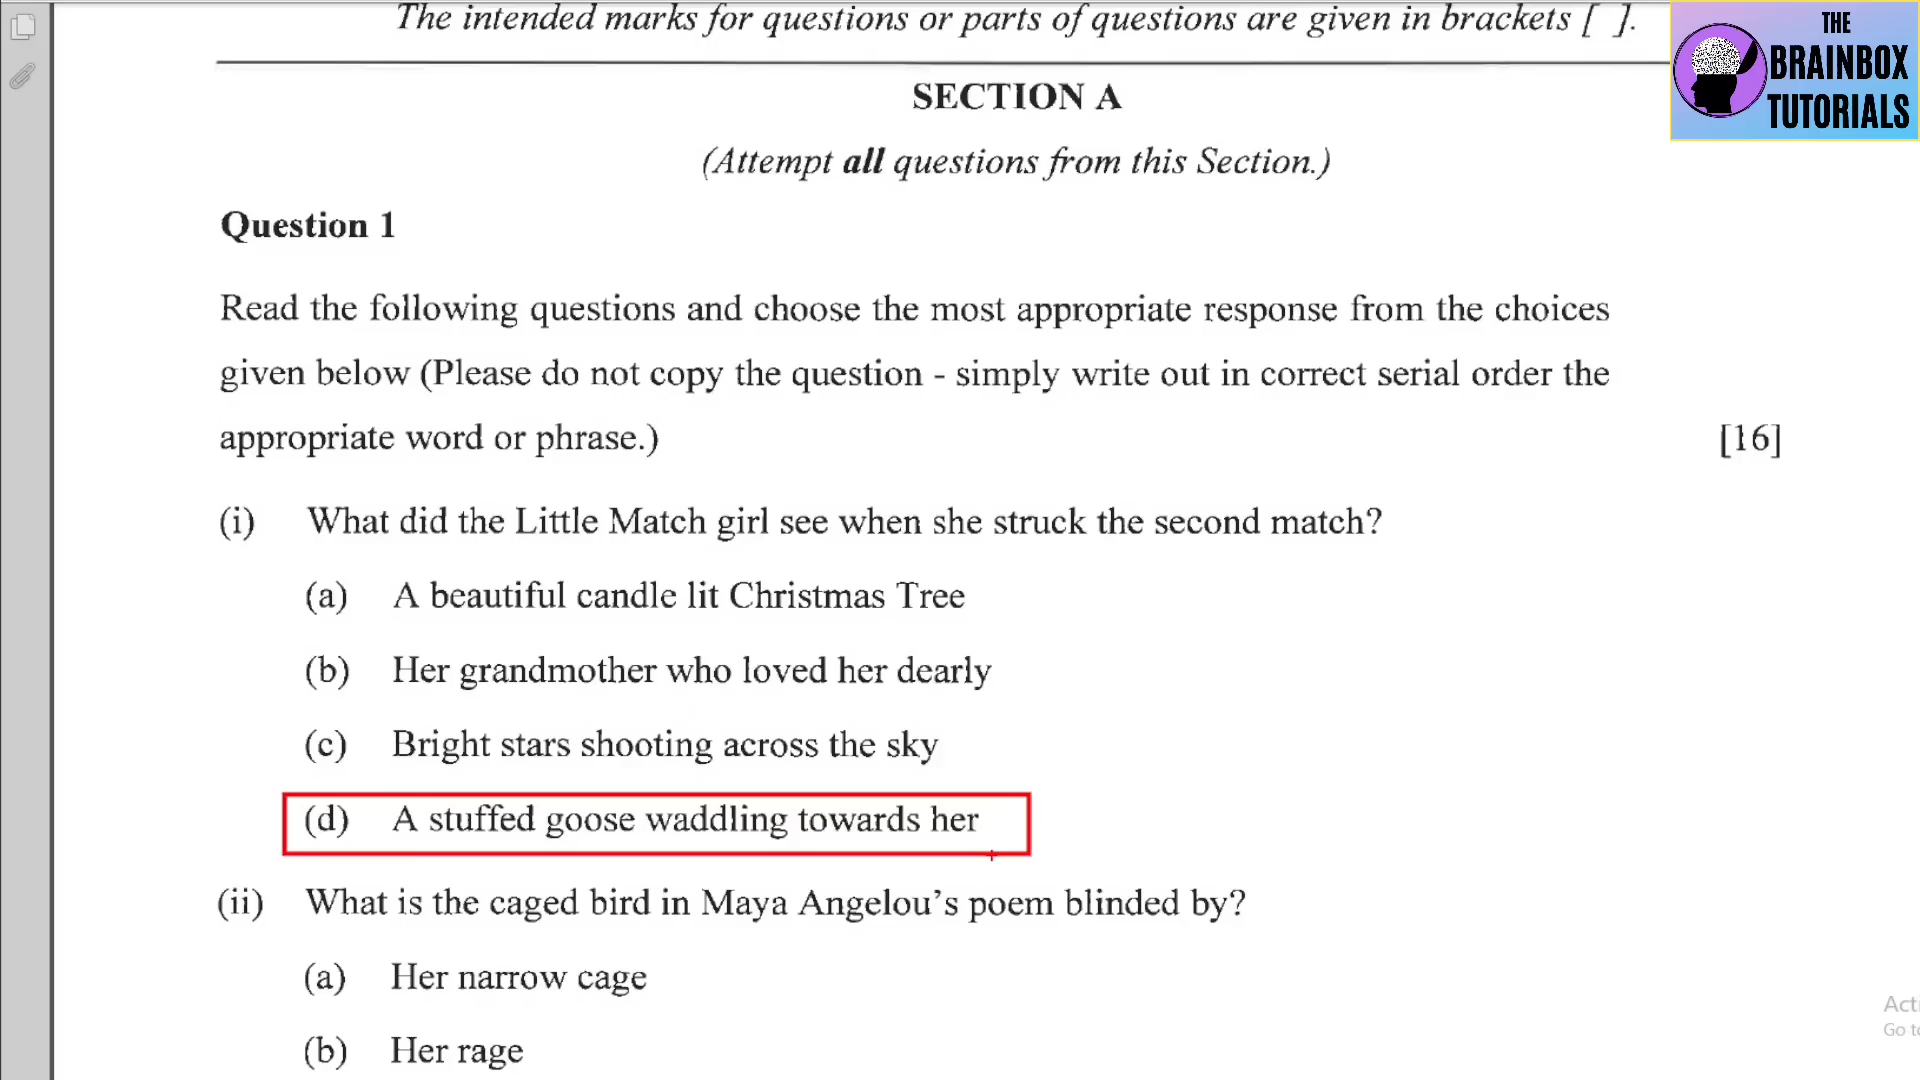 The intended marks for questions or parts of questions are given in brackets [ ].
THE
BRAINBOX
TUTORIALS
SECTION A
(Attempt all questions from this Section.)
Question 1
Read the following questions and choose the most appropriate response from the choices
given below (Please do not copy the question - simply write out in correct serial order the
appropriate word or phrase.) [16]
(i) What did the Little Match girl see when she struck the second match?
(a) A beautiful candle lit Christmas Tree
(b) Her grandmother who loved her dearly
(c) Bright stars shooting across the sky
(d) A stuffed goose waddling towards her
(ii) What is the caged bird in Maya Angelou's poem blinded by?
(a) Her narrow cage
(b) Her rage
Go to